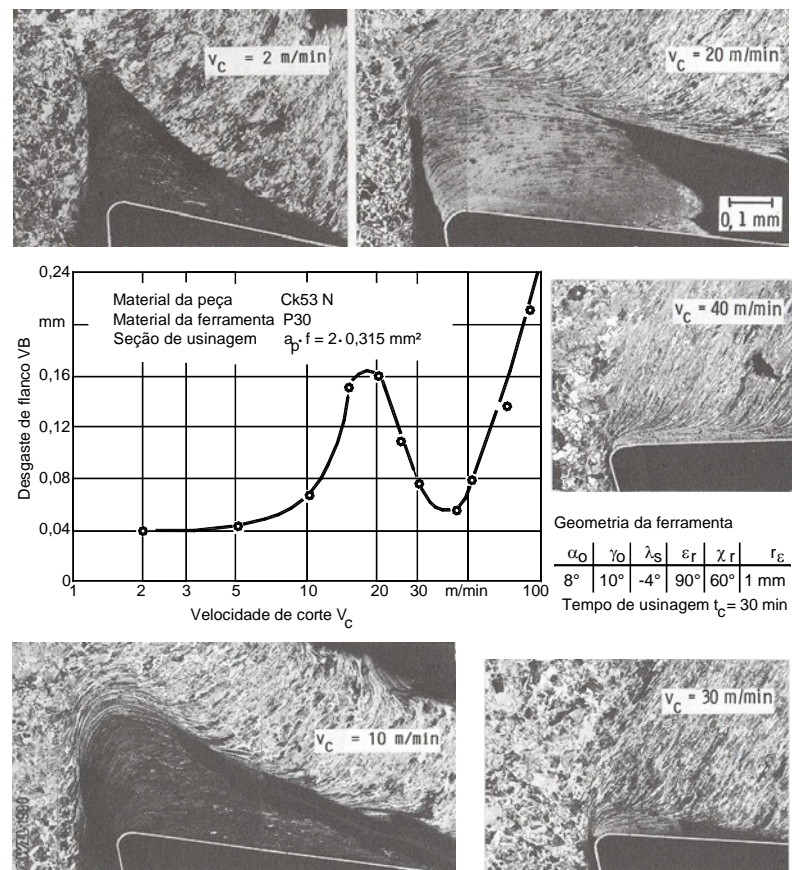 v_c = 2 m/min
v_c = 20 m/min
0,1 mm
0,24
mm
0,16
0,12
0,08
0,04
0
Desgaste de flanco VB
Material da peça Ck53 N
Material da ferramenta P30
Seção de usinagem a_p·f = 2·0,315 mm²
1 2 3 5 10 20 30 m/min 100
Velocidade de corte V_c
v_c = 40 m/min
Geometria da ferramenta
α_o γ_o λ_s ε_r χ_r r_ε
8° 10° -4° 90° 60° 1 mm
Tempo de usinagem t_c = 30 min
v_c = 10 m/min
v_c = 30 m/min